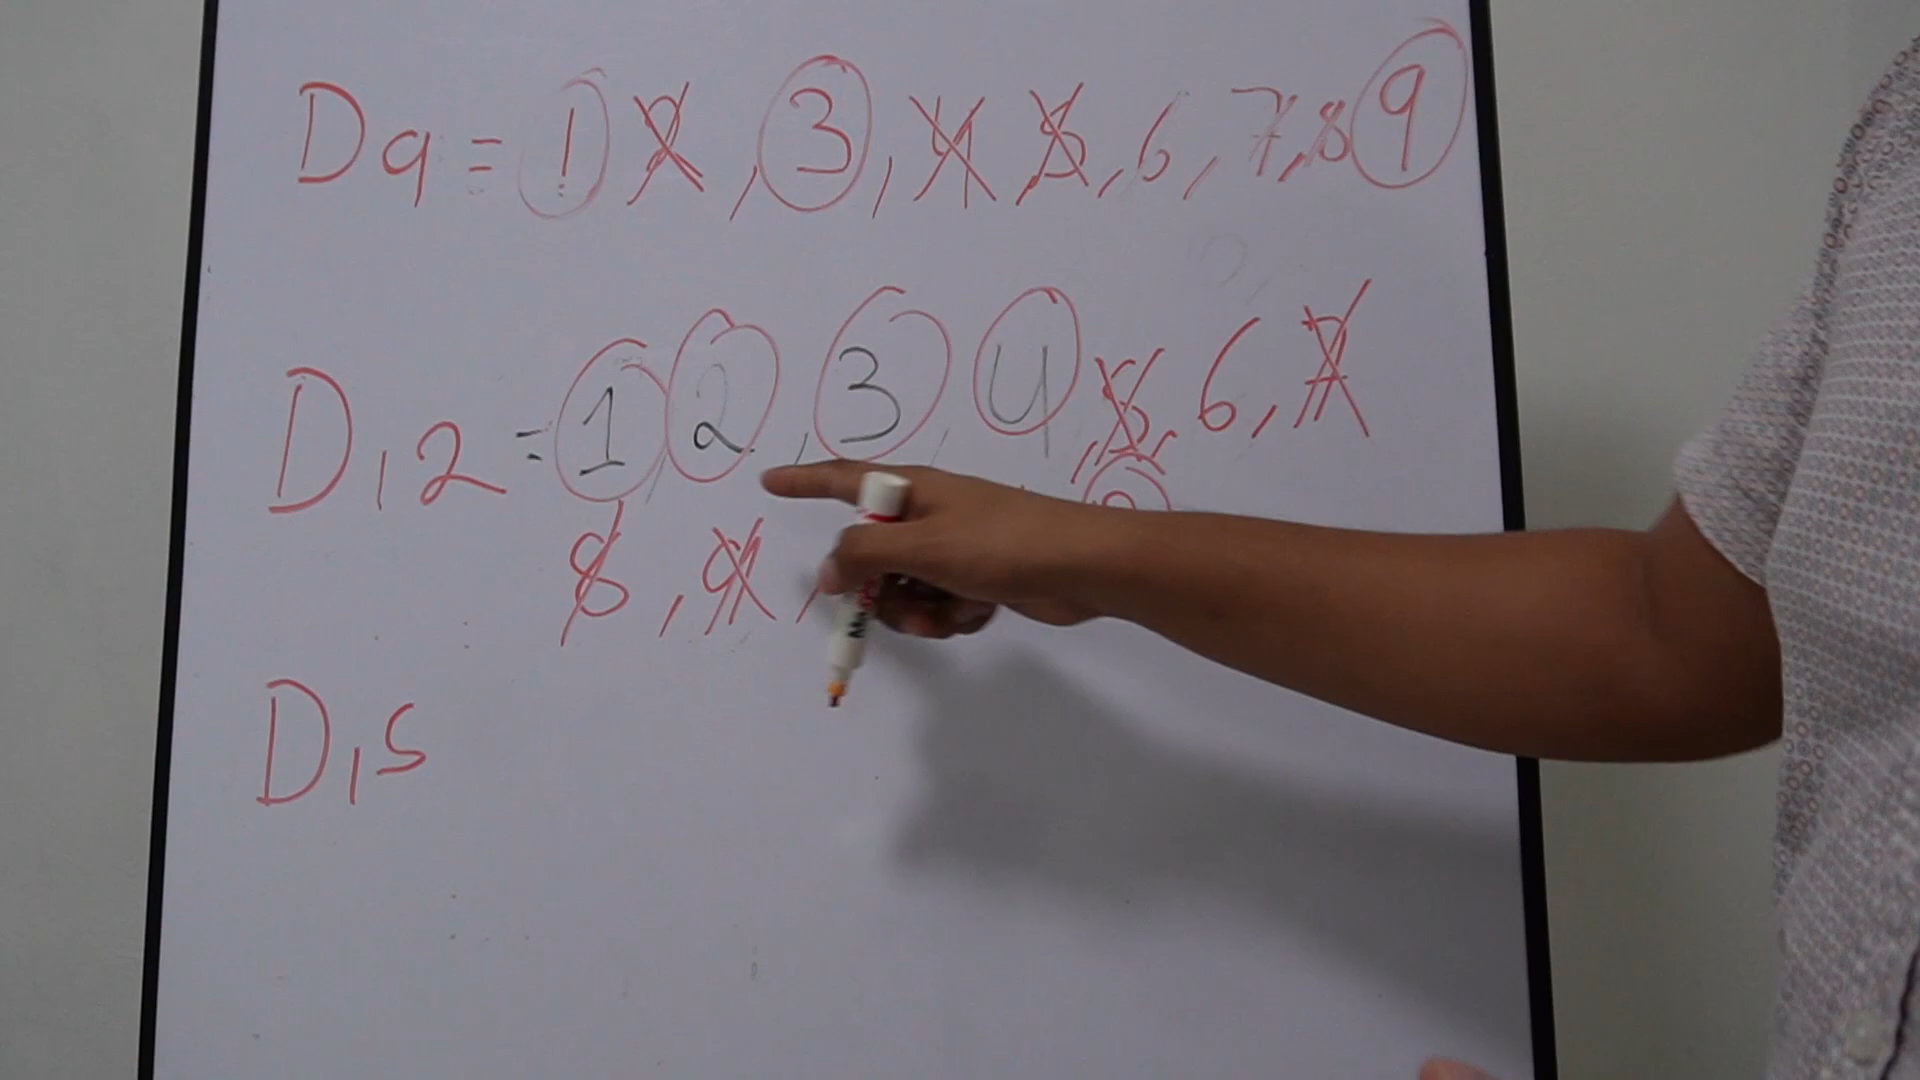 D9 = 1 2, 3, 4, 5, 6, 7, 8 9
D12 = 1, 2, 3, 4, 5, 6, 7
8, 9,
D15